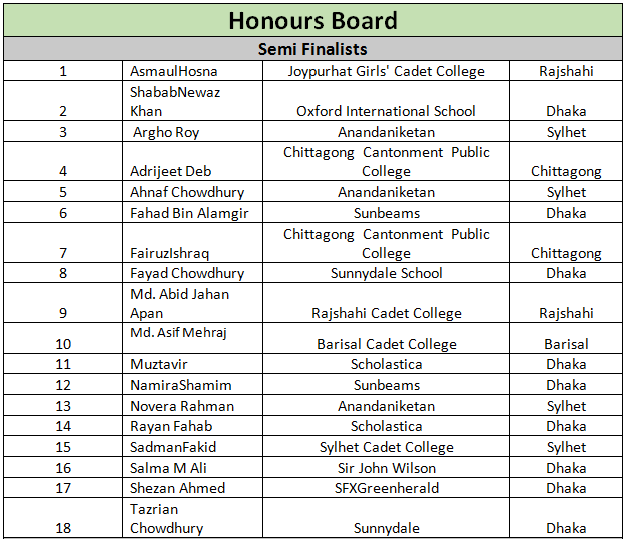 Honours Board
Semi Finalists
1 AsmaulHosna Joypurhat Girls' Cadet College Rajshahi
ShababNewaz
2 Khan Oxford International School Dhaka
3 Argho Roy Anandaniketan Sylhet
Chittagong Cantonment Public
4 Adrijeet Deb College Chittagong
5 Ahnaf Chowdhury Anandaniketan Sylhet
6 Fahad Bin Alamgir Sunbeams Dhaka
Chittagong Cantonment Public
7 FairuzIshraq College Chittagong
8 Fayad Chowdhury Sunnydale School Dhaka
Md. Abid Jahan
9 Apan Rajshahi Cadet College Rajshahi
Md. Asif Mehraj
10 Barisal Cadet College Barisal
11 Muztavir Scholastica Dhaka
12 NamiraShamim Sunbeams Dhaka
13 Novera Rahman Anandaniketan Sylhet
14 Rayan Fahab Scholastica Dhaka
15 SadmanFakid Sylhet Cadet College Sylhet
16 Salma M Ali Sir John Wilson Dhaka
17 Shezan Ahmed SFXGreenherald Dhaka
Tazrian
18 Chowdhury Sunnydale Dhaka